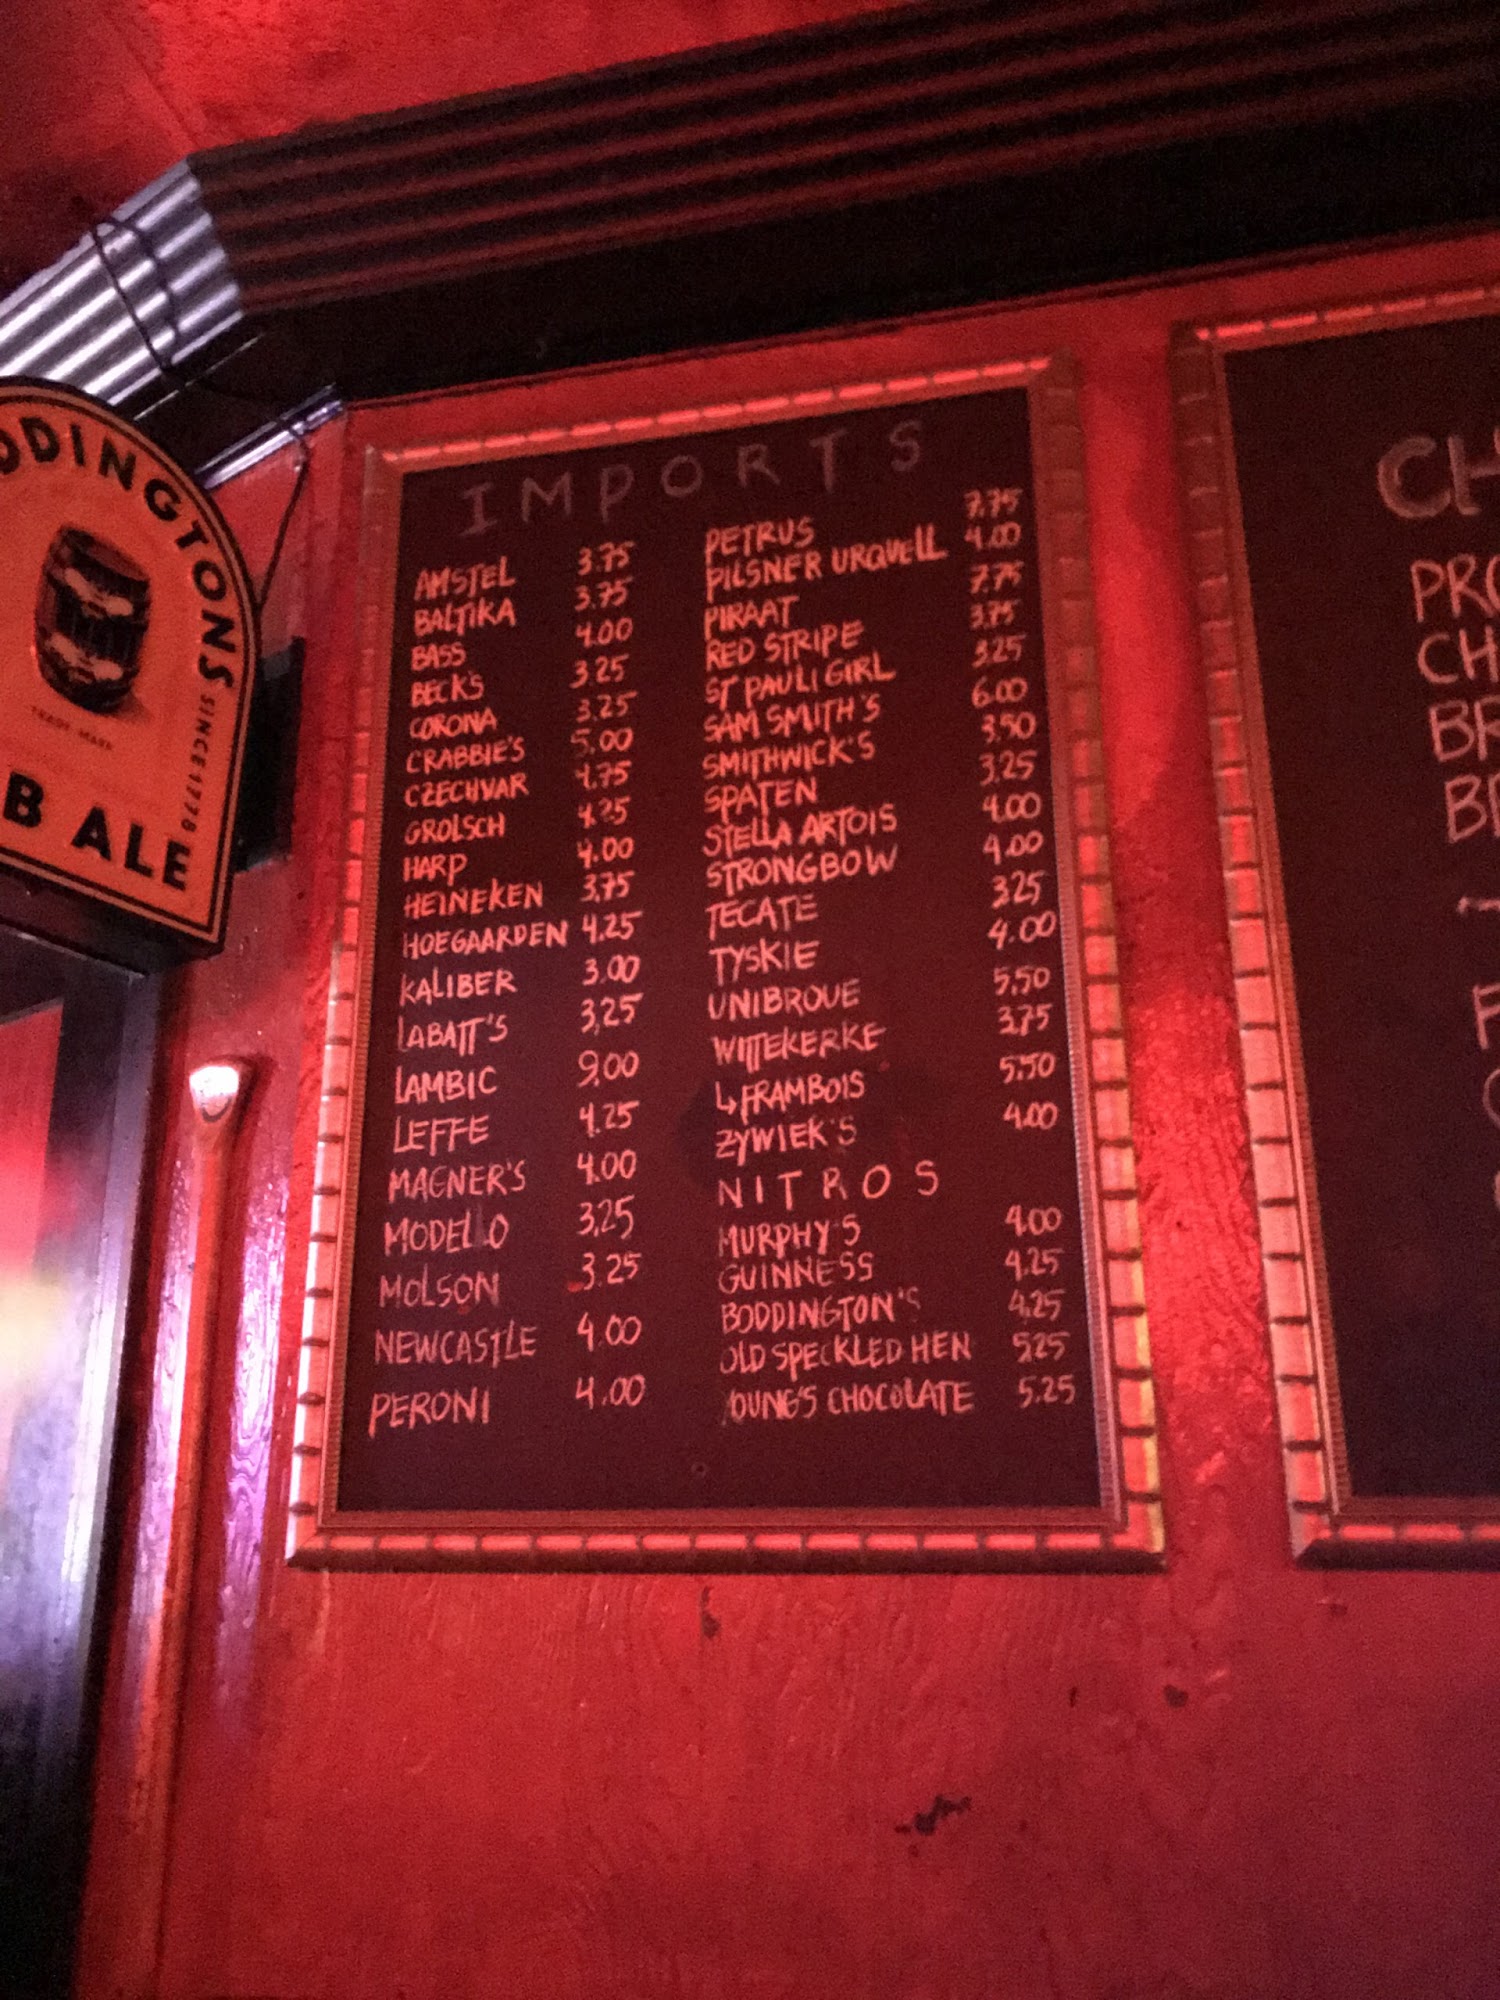 DDINGTONS
TRADE MARK
SINCE 1778
B ALE
IMPORTS
AMSTEL 3.75
BALTIKA 3.75
BASS 4.00
BECK'S 3.25
CORONA 3.25
CRABBIE'S 5.00
CZECHVAR 4.75
GROLSCH 4.25
HARP 4.00
HEINEKEN 3.75
HOEGAARDEN 4.25
KALIBER 3.00
LABATT'S 3.25
LAMBIC 9.00
LEFFE 4.25
MAGNER'S 4.00
MODELLO 3.25
MOLSON 3.25
NEWCASTLE 4.00
PERONI 4.00
PETRUS 7.75
PILSNER URQUELL 4.00
PIRAAT 7.75
RED STRIPE 3.75
ST PAULI GIRL 3.25
SAM SMITH'S 6.00
SMITHWICK'S 3.50
SPATEN 3.25
STELLA ARTOIS 4.00
STRONGBOW 4.00
TECATE 3.25
TYSKIE 4.00
UNIBROUE 5.50
WITTEKERKE 3.75
↳FRAMBOIS 5.50
ZYWIEK'S 4.00
NITROS
MURPHY'S 4.00
GUINNESS 4.25
BODDINGTON'S 4.25
OLD SPECKLED HEN 5.25
YOUNG'S CHOCOLATE 5.25
CH
PRO
CH
BR